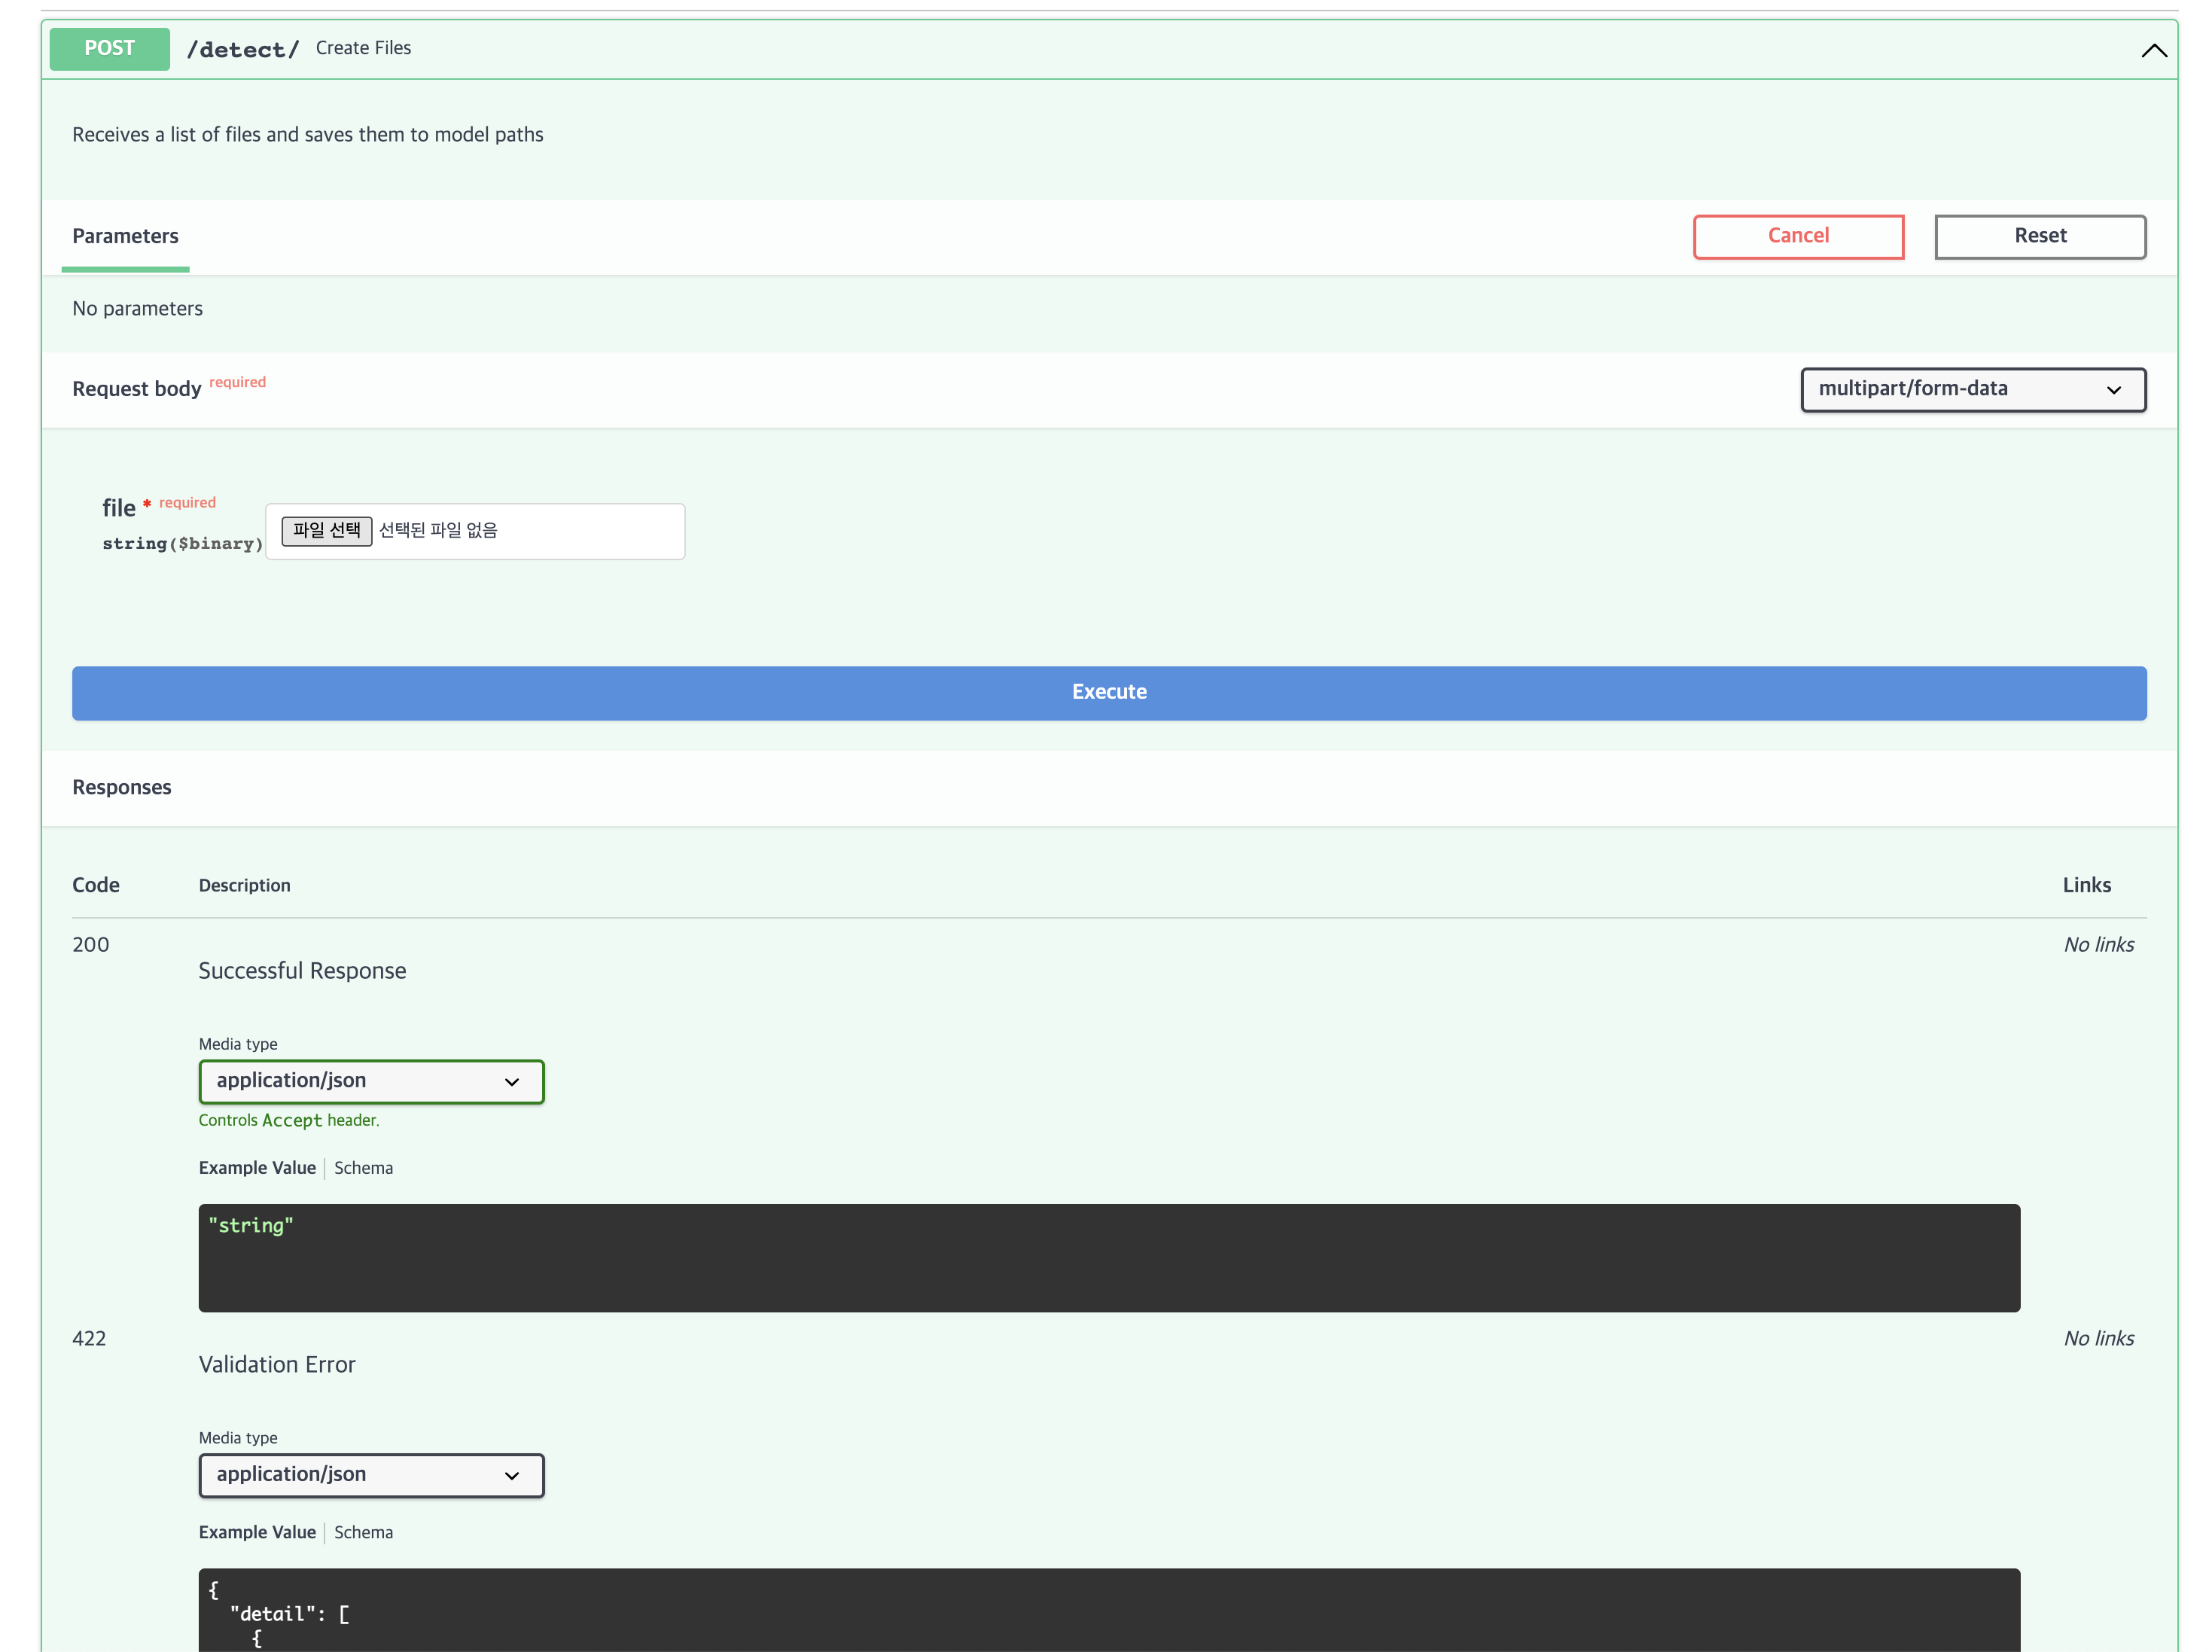 POST /detect/ Create Files
Receives a list of files and saves them to model paths
Parameters
Cancel
Reset
No parameters
Request body required
multipart/form-data
file * required
string($binary)
파일 선택 선택된 파일 없음
Execute
Responses
Code Description Links
200 No links
Successful Response
Media type
application/json
Controls Accept header.
Example Value Schema
"string"
422 No links
Validation Error
Media type
application/json
Example Value Schema
{
"detail": [
{